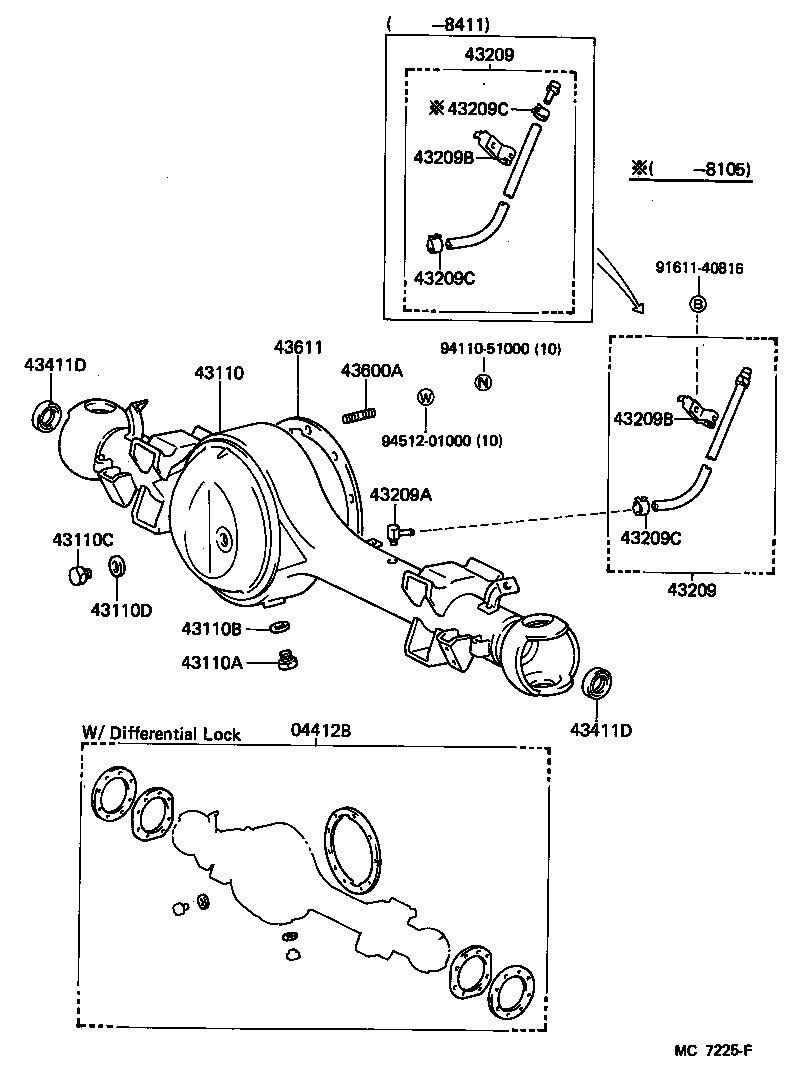 ( -8411)
43209
※43209C
43209B
43209C
※( -8105)
91611-40816
B
94110-51000 (10)
N
43411D
43110
43611
43600A
W
94512-01000 (10)
43209B
43209A
43209C
43209
43110C
43110D
43110B
43110A
43411D
W/ Differential Lock
04412B
MC 7225-F